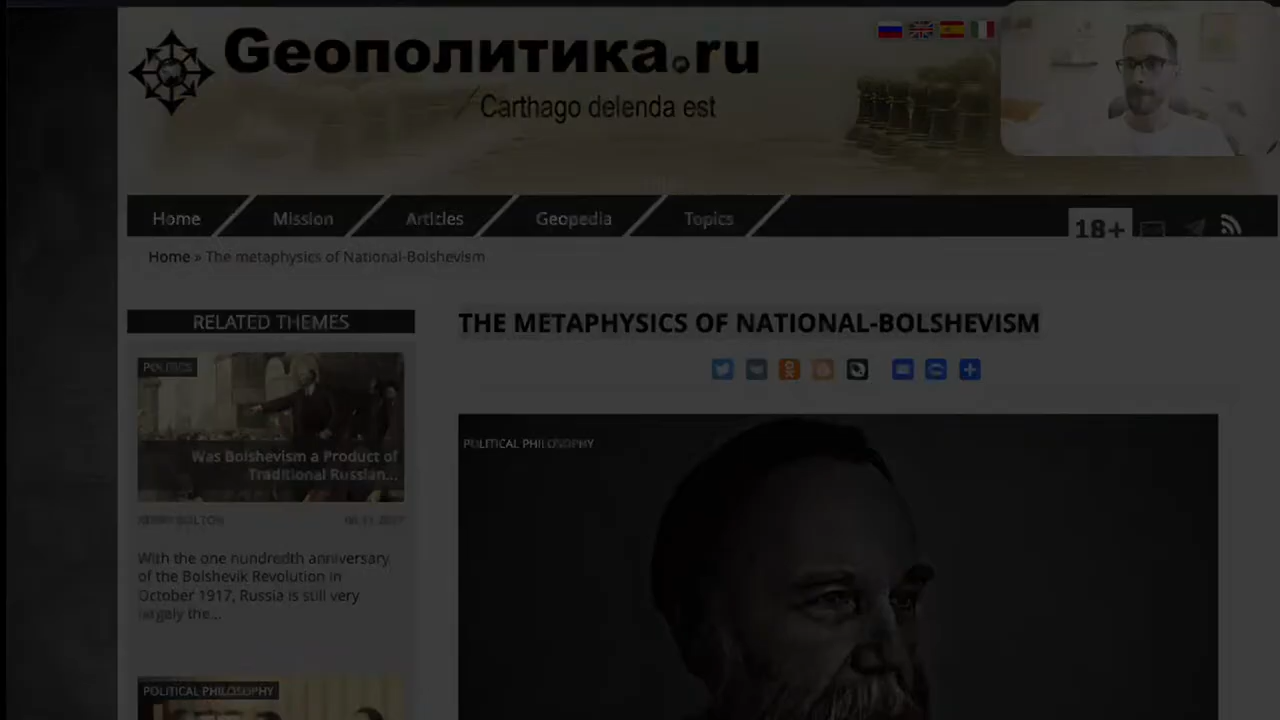 Geополитика.ru
Carthago delenda est
Home
Mission
Articles
Geopedia
Topics
18+
Home » The metaphysics of National-Bolshevism
RELATED THEMES
POLITICS
Was Bolshevism a Product of
Traditional Russian...
With the one hundredth anniversary
of the Bolshevik Revolution in
October 1917, Russia is still very
largely the...
POLITICAL PHILOSOPHY
THE METAPHYSICS OF NATIONAL-BOLSHEVISM
POLITICAL PHILOSOPHY